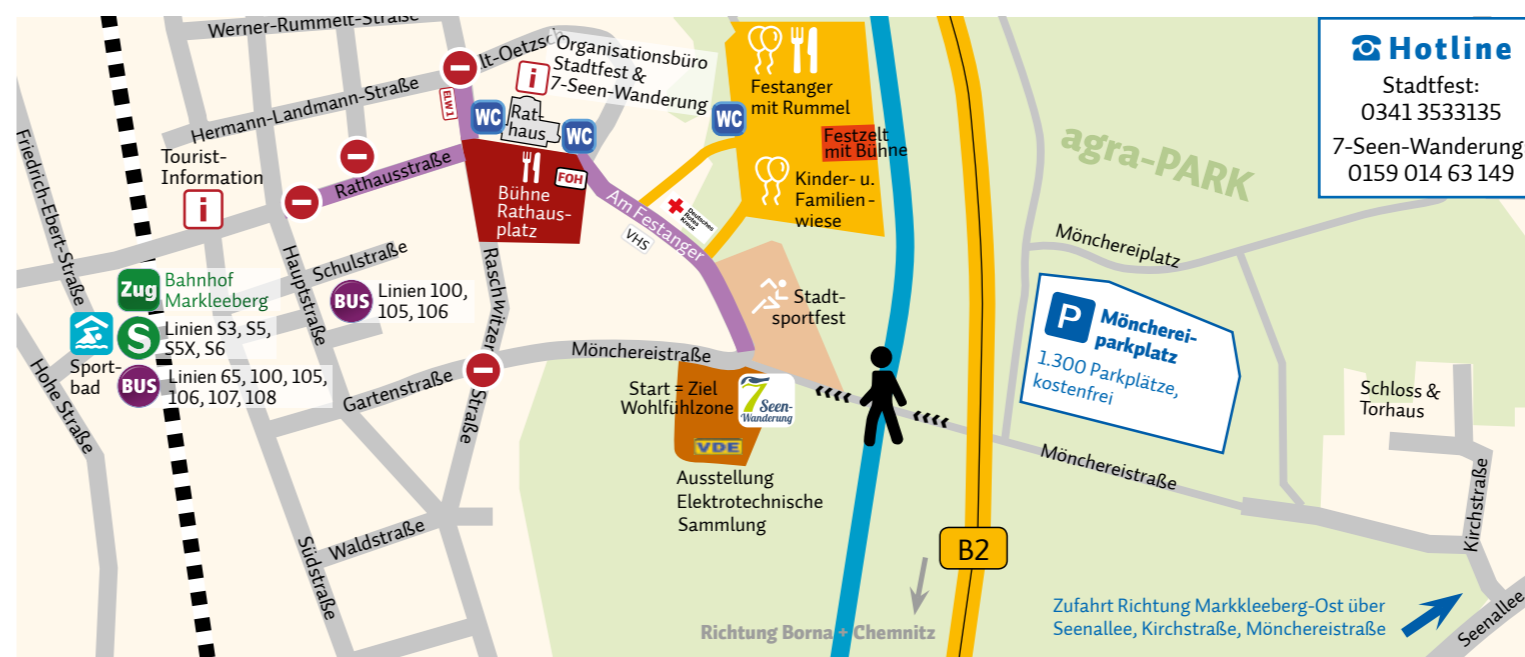 Werner-Rummelt-Straße
lt-Oetzsch
Organisationsbüro
Stadtfest &
7-Seen-Wanderung
i
Hermann-Landmann-Straße
ELW1
WC
Rat-
haus
WC
WC
Festanger
mit Rummel
Festzelt
mit Bühne
Kinder- u.
Familien-
wiese
agra-PARK
Hotline
Stadtfest:
0341 3533135
7-Seen-Wanderung
0159 014 63 149
Friedrich-Ebert-Straße
Tourist-
Information
i
Rathausstraße
Bühne
Rathaus-
platz
FOH
Am Festanger
Deutsches
Rotes
Kreuz
VHS
Mönchereiplatz
Schulstraße
Hauptstraße
Raschwitzer
Straße
Zug
Bahnhof
Markleeberg
S
Linien S3, S5,
S5X, S6
BUS
Linien 65, 100, 105,
106, 107, 108
BUS
Linien 100,
105, 106
Sport-
bad
Hohe Straße
Stadt-
sportfest
P
Möncherei-
parkplatz
1.300 Parkplätze,
kostenfrei
Mönchereistraße
Gartenstraße
Start = Ziel
Wohlfühlzone
7 Seen-
Wanderung
VDE
Ausstellung
Elektrotechnische
Sammlung
Mönchereistraße
Schloss &
Torhaus
Kirchstraße
Waldstraße
Südstraße
B2
Richtung Borna + Chemnitz
Zufahrt Richtung Markkleeberg-Ost über
Seenallee, Kirchstraße, Mönchereistraße
Seenallee